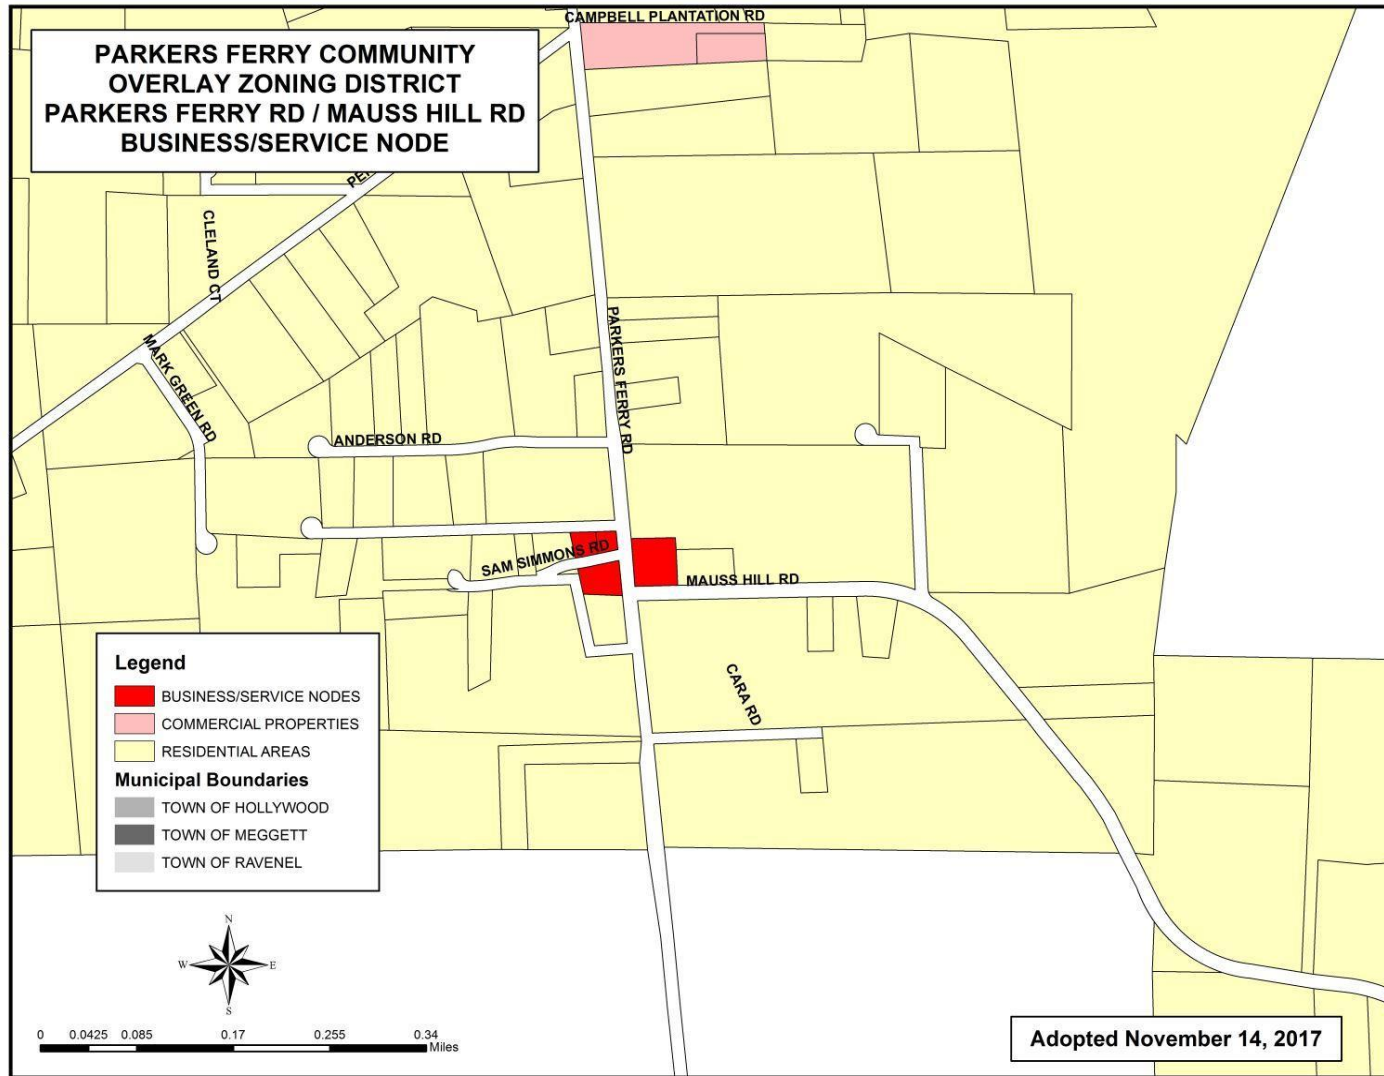 CAMPBELL PLANTATION RD
PARKERS FERRY COMMUNITY
OVERLAY ZONING DISTRICT
PARKERS FERRY RD / MAUSS HILL RD
BUSINESS/SERVICE NODE
CLELAND CT
MARK GREEN RD
PARKERS FERRY RD
ANDERSON RD
SAM SIMMONS RD
MAUSS HILL RD
CARA RD
Legend
BUSINESS/SERVICE NODES
COMMERCIAL PROPERTIES
RESIDENTIAL AREAS
Municipal Boundaries
TOWN OF HOLLYWOOD
TOWN OF MEGGETT
TOWN OF RAVENEL
N
W E
S
0 0.0425 0.085 0.17 0.255 0.34
Miles
Adopted November 14, 2017